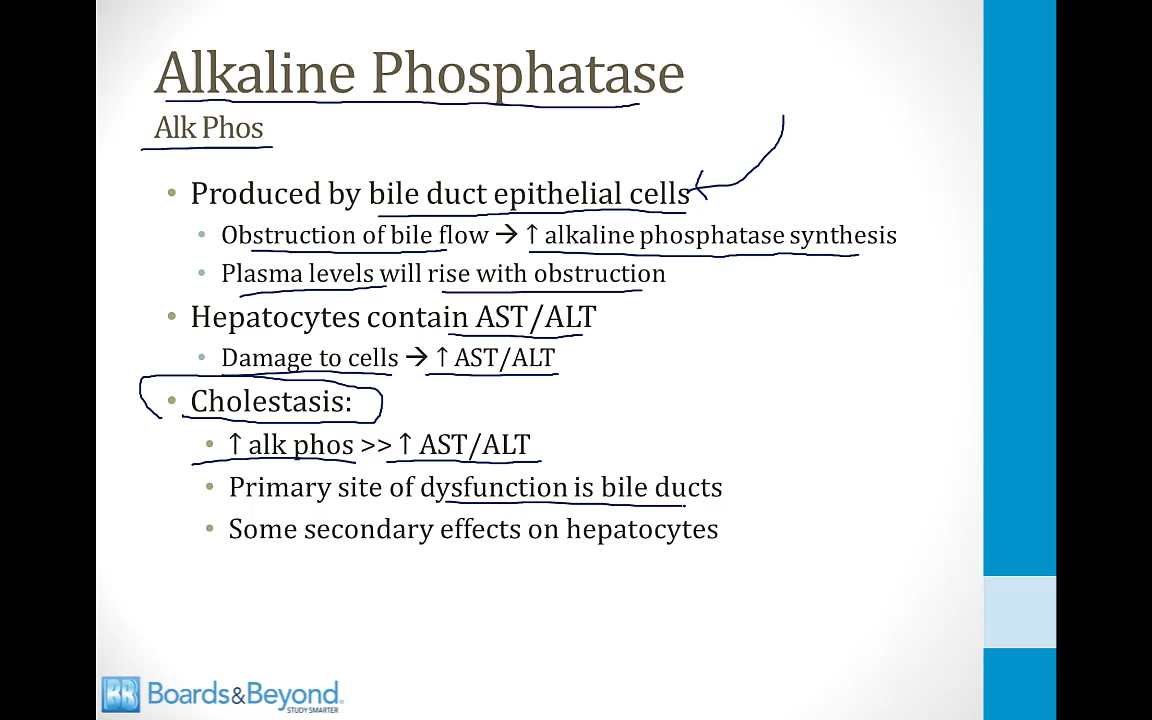 Alkaline Phosphatase
Alk Phos
• Produced by bile duct epithelial cells
• Obstruction of bile flow → ↑ alkaline phosphatase synthesis
• Plasma levels will rise with obstruction
• Hepatocytes contain AST/ALT
• Damage to cells → ↑ AST/ALT
• Cholestasis:
• ↑ alk phos >> ↑ AST/ALT
• Primary site of dysfunction is bile ducts
• Some secondary effects on hepatocytes
BB Boards&Beyond.
STUDY SMARTER